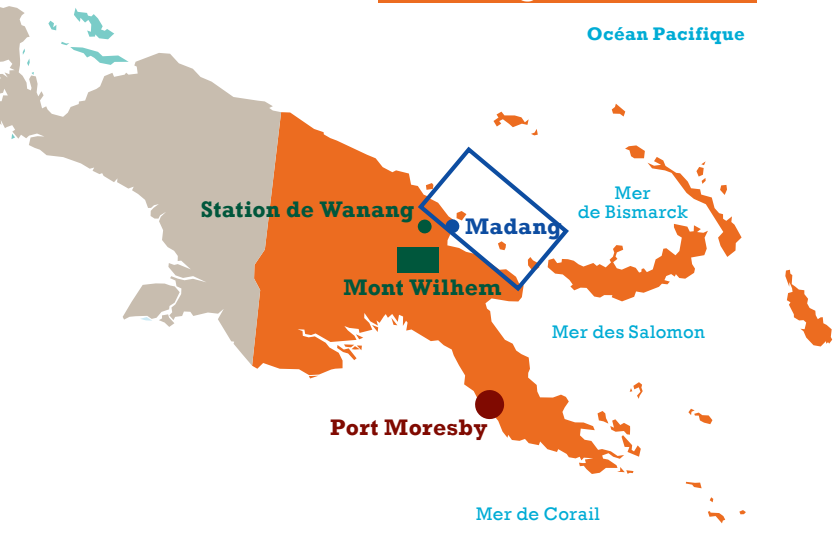 Océan Pacifique
Mer
de Bismarck
Station de Wanang
Madang
Mont Wilhem
Mer des Salomon
Port Moresby
Mer de Corail